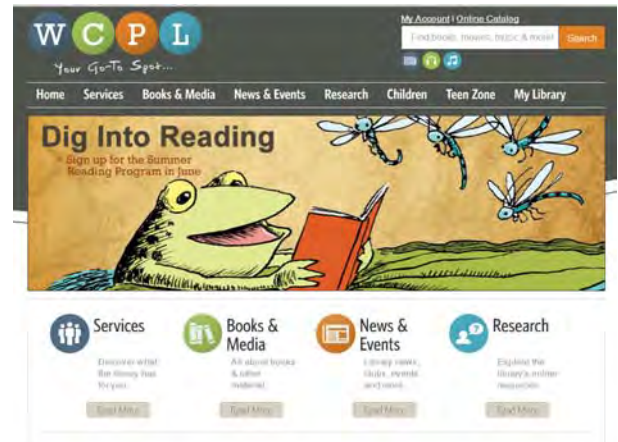 W C P L
Your Go-To Spot...
My Account | Online Catalog
Find books, movies, music & more!
Search
Home Services Books & Media News & Events Research Children Teen Zone My Library
Dig Into Reading
Sign up for the Summer
Reading Program in June
Services
Discover what
the library has
for you.
Read More
Books &
Media
All about books
& other
material.
Read More
News &
Events
Library news,
clubs, events
and more.
Read More
Research
Explore the
library's online
resources.
Read More